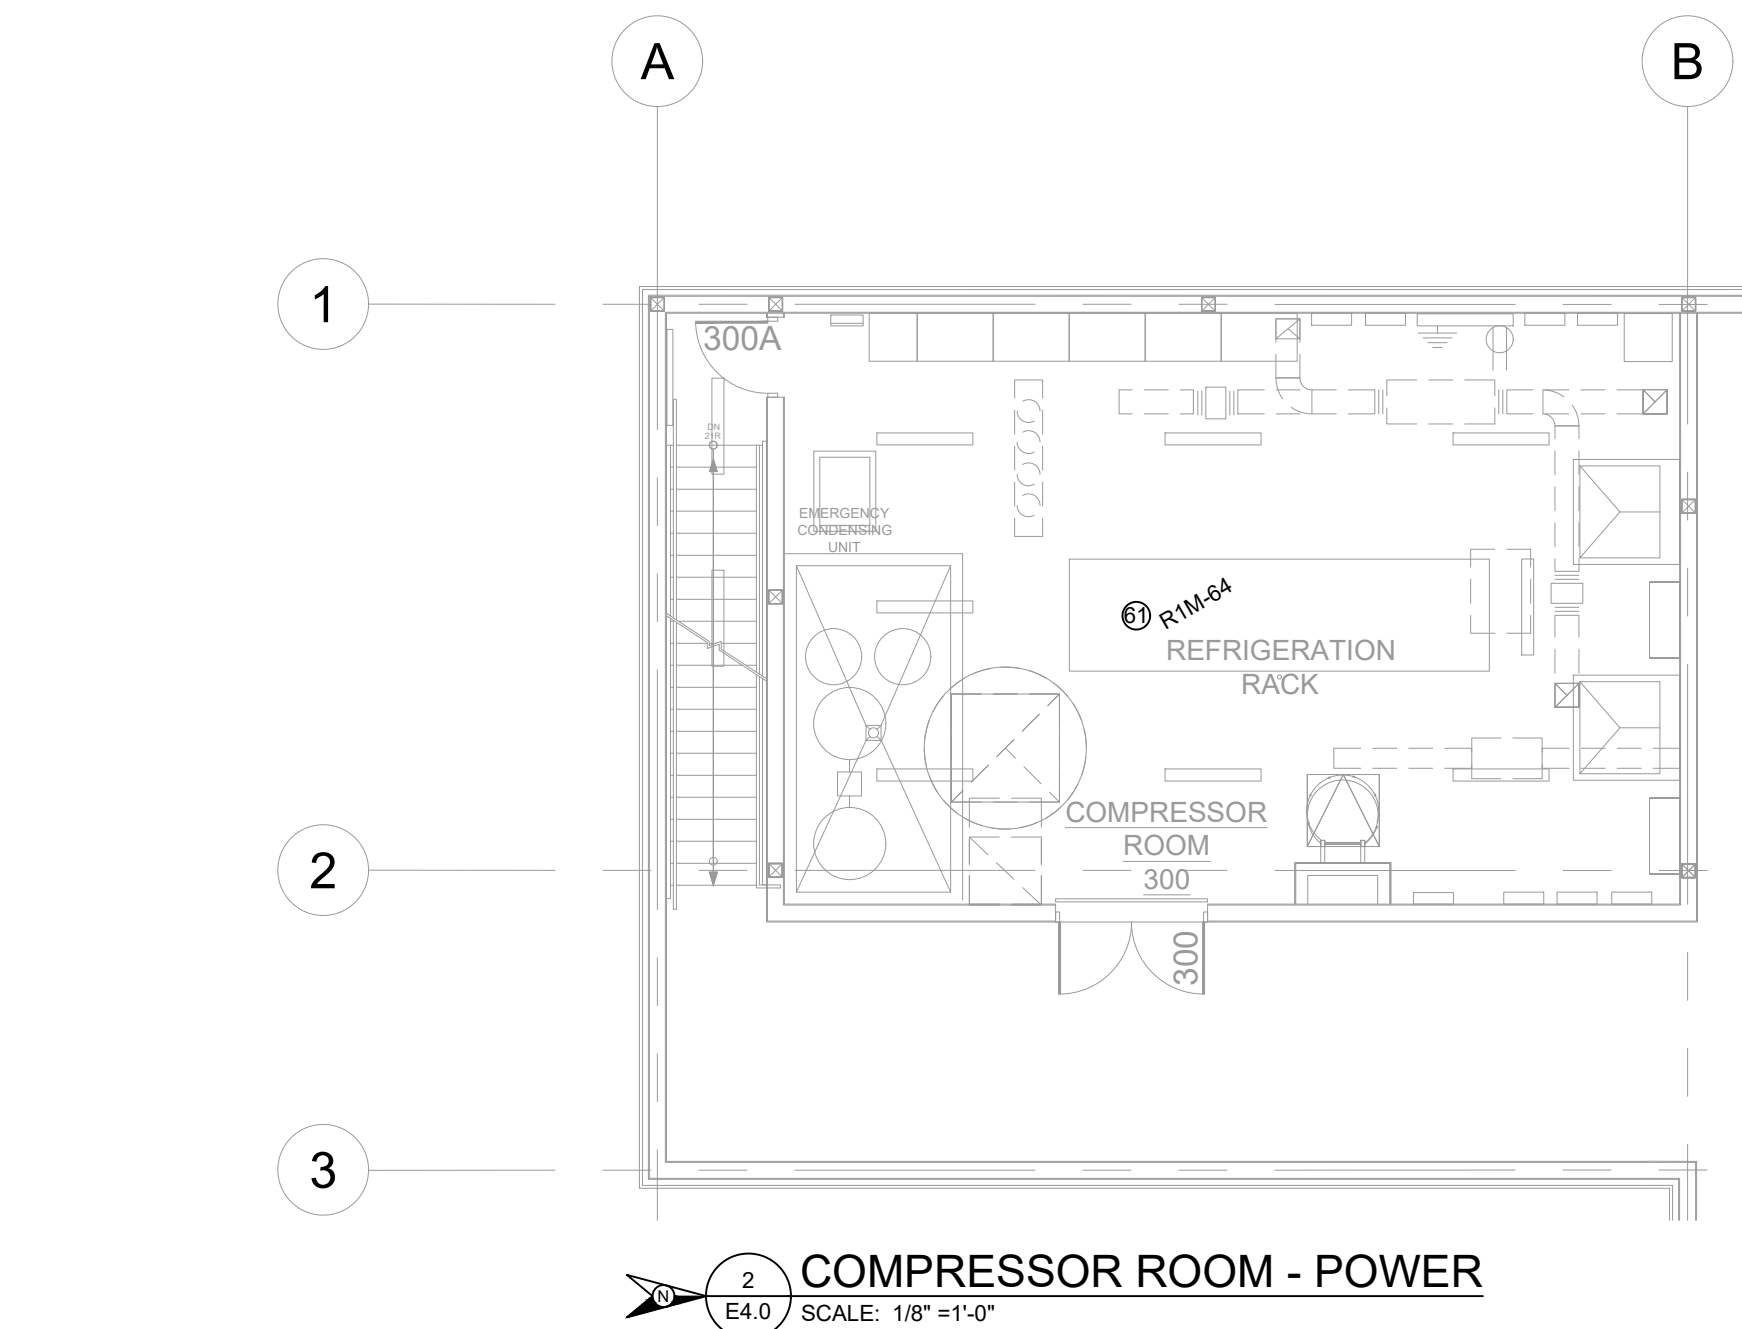 A
B
1
300A
DN
21R
EMERGENCY
CONDENSING
UNIT
61 R1M-64
REFRIGERATION
RACK
COMPRESSOR
ROOM
300
2
300
3
N
2
E4.0
COMPRESSOR ROOM - POWER
SCALE: 1/8" =1'-0"